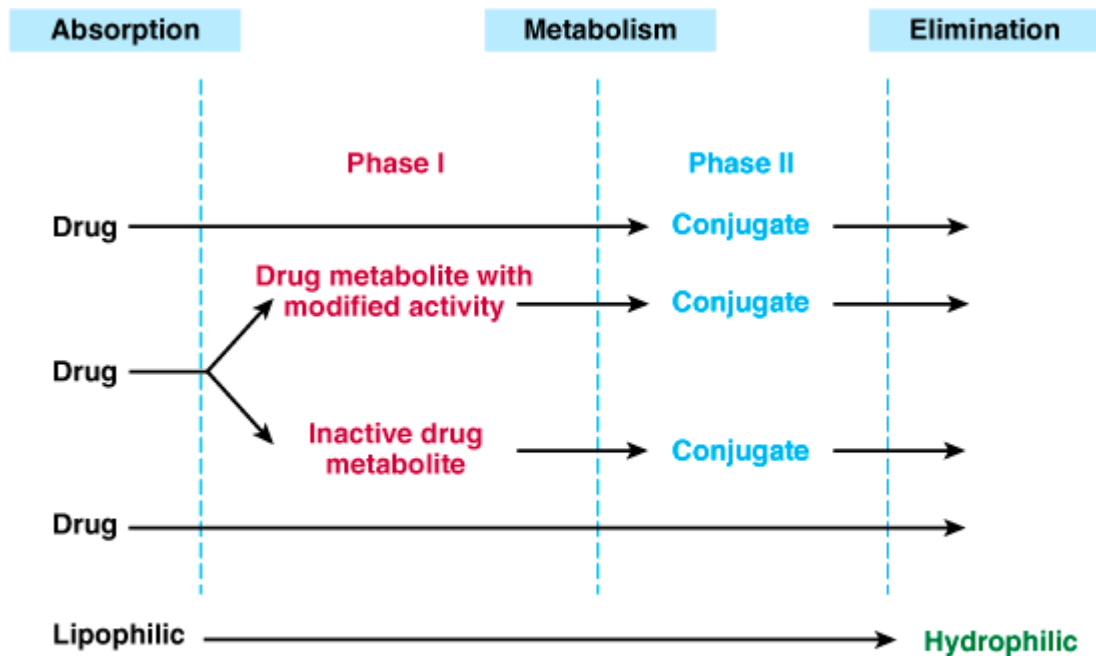 Absorption
Metabolism
Elimination
Phase I
Phase II
Drug
Conjugate
Drug metabolite with
modified activity
Conjugate
Drug
Inactive drug
metabolite
Conjugate
Drug
Lipophilic
Hydrophilic